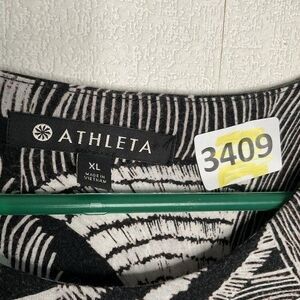 ATHLETA
XL
MADE IN
VIETNAM
3409